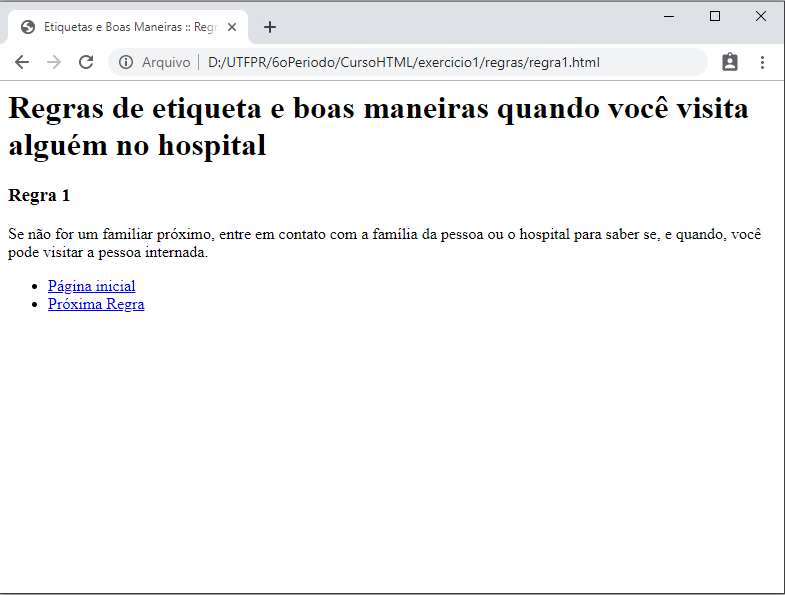 Etiquetas e Boas Maneiras :: Regr
Arquivo | D:/UTFPR/6oPeriodo/CursoHTML/exercicio1/regras/regra1.html
Regras de etiqueta e boas maneiras quando você visita
alguém no hospital
Regra 1
Se não for um familiar próximo, entre em contato com a família da pessoa ou o hospital para saber se, e quando, você
pode visitar a pessoa internada.
Página inicial
Próxima Regra